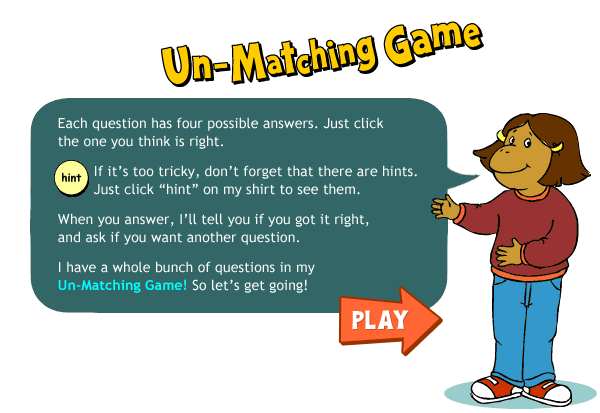 Un-Matching Game
Each question has four possible answers. Just click
the one you think is right.
hint
If it’s too tricky, don’t forget that there are hints.
Just click “hint” on my shirt to see them.
When you answer, I’ll tell you if you got it right,
and ask if you want another question.
I have a whole bunch of questions in my
Un-Matching Game! So let’s get going!
PLAY